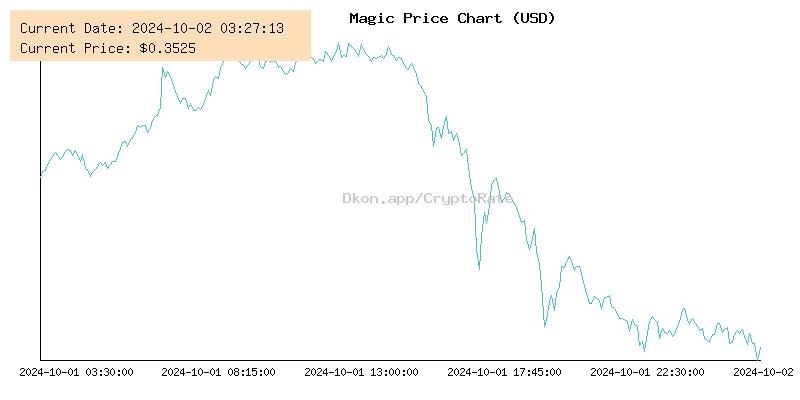 Magic Price Chart (USD)
Current Date: 2024-10-02 03:27:13
Current Price: $0.3525
Dkon.app/CryptoRate
2024-10-01 03:30:00 2024-10-01 08:15:00 2024-10-01 13:00:00 2024-10-01 17:45:00 2024-10-01 22:30:00 2024-10-02